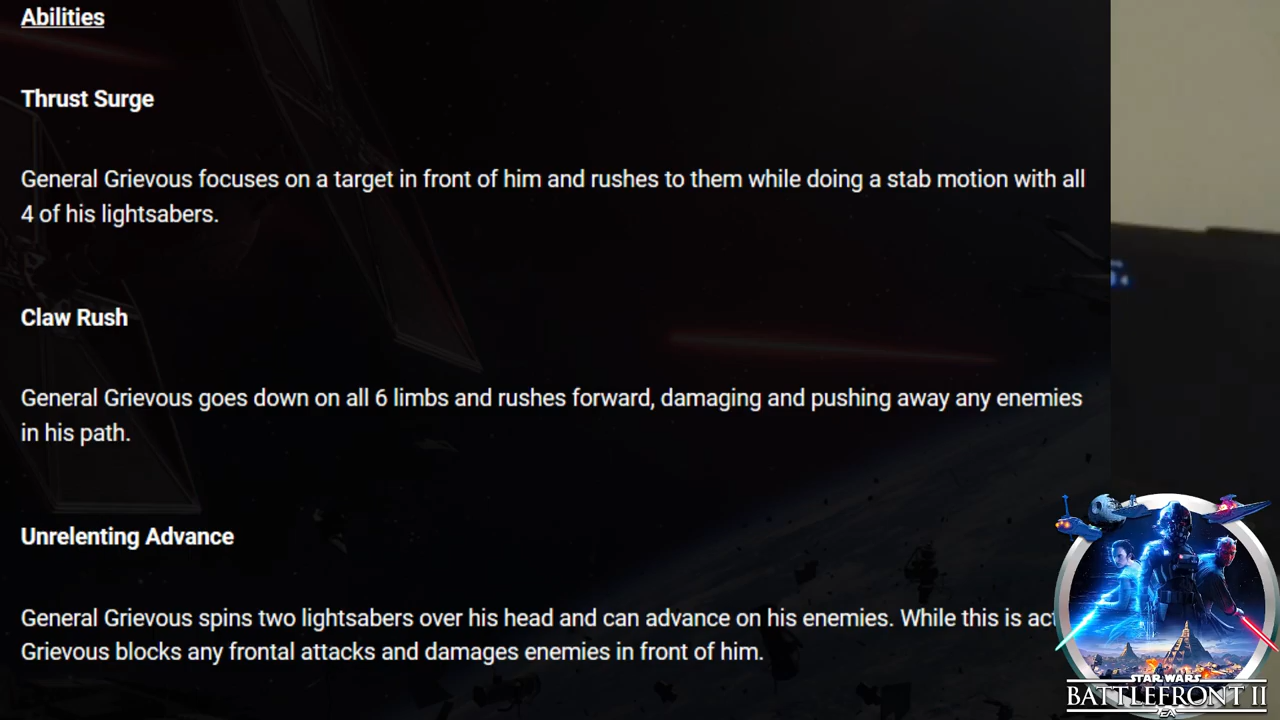 Abilities
Thrust Surge
General Grievous focuses on a target in front of him and rushes to them while doing a stab motion with all
4 of his lightsabers.
Claw Rush
General Grievous goes down on all 6 limbs and rushes forward, damaging and pushing away any enemies
in his path.
Unrelenting Advance
General Grievous spins two lightsabers over his head and can advance on his enemies. While this is act
Grievous blocks any frontal attacks and damages enemies in front of him.
STAR WARS
BATTLEFRONT II
EA